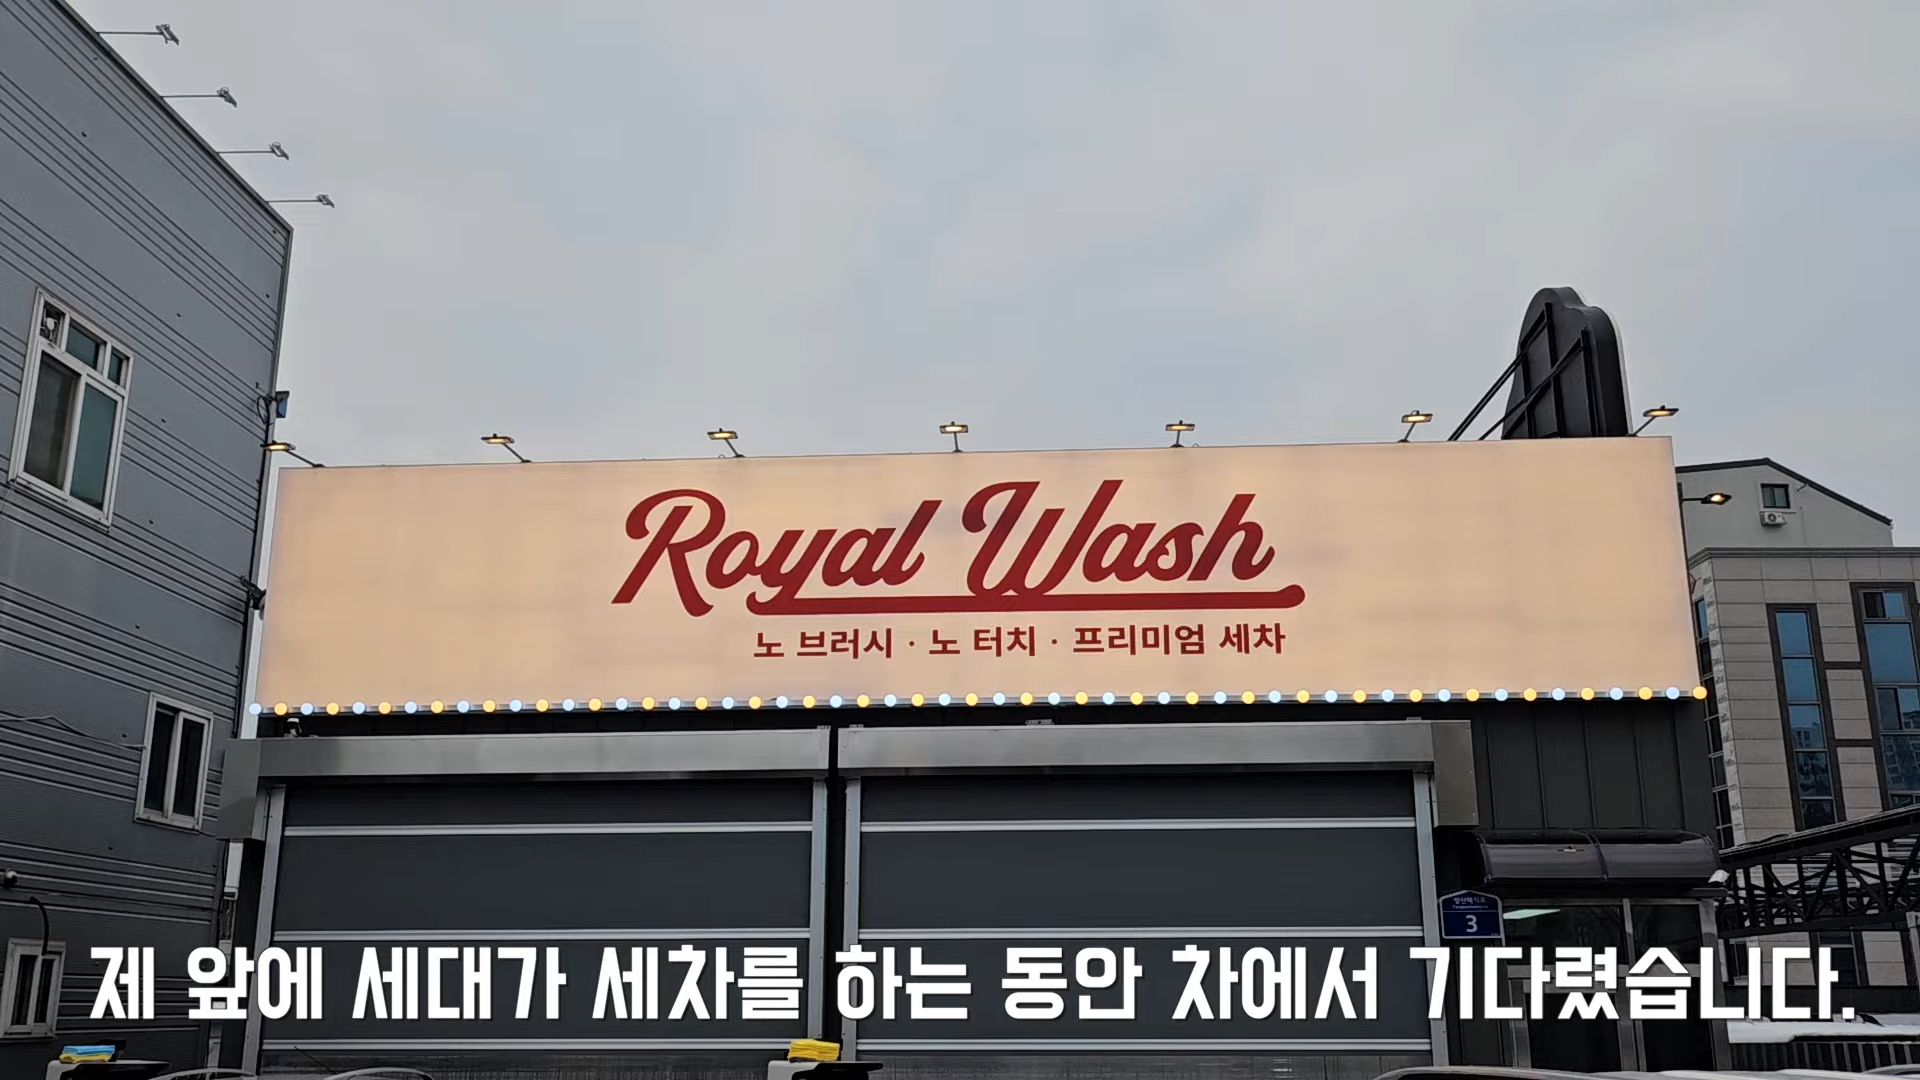 Royal Wash
노 브러시 · 노 터치 · 프리미엄 세차
3
제 앞에 세대가 세차를 하는 동안 차에서 기다렸습니다.